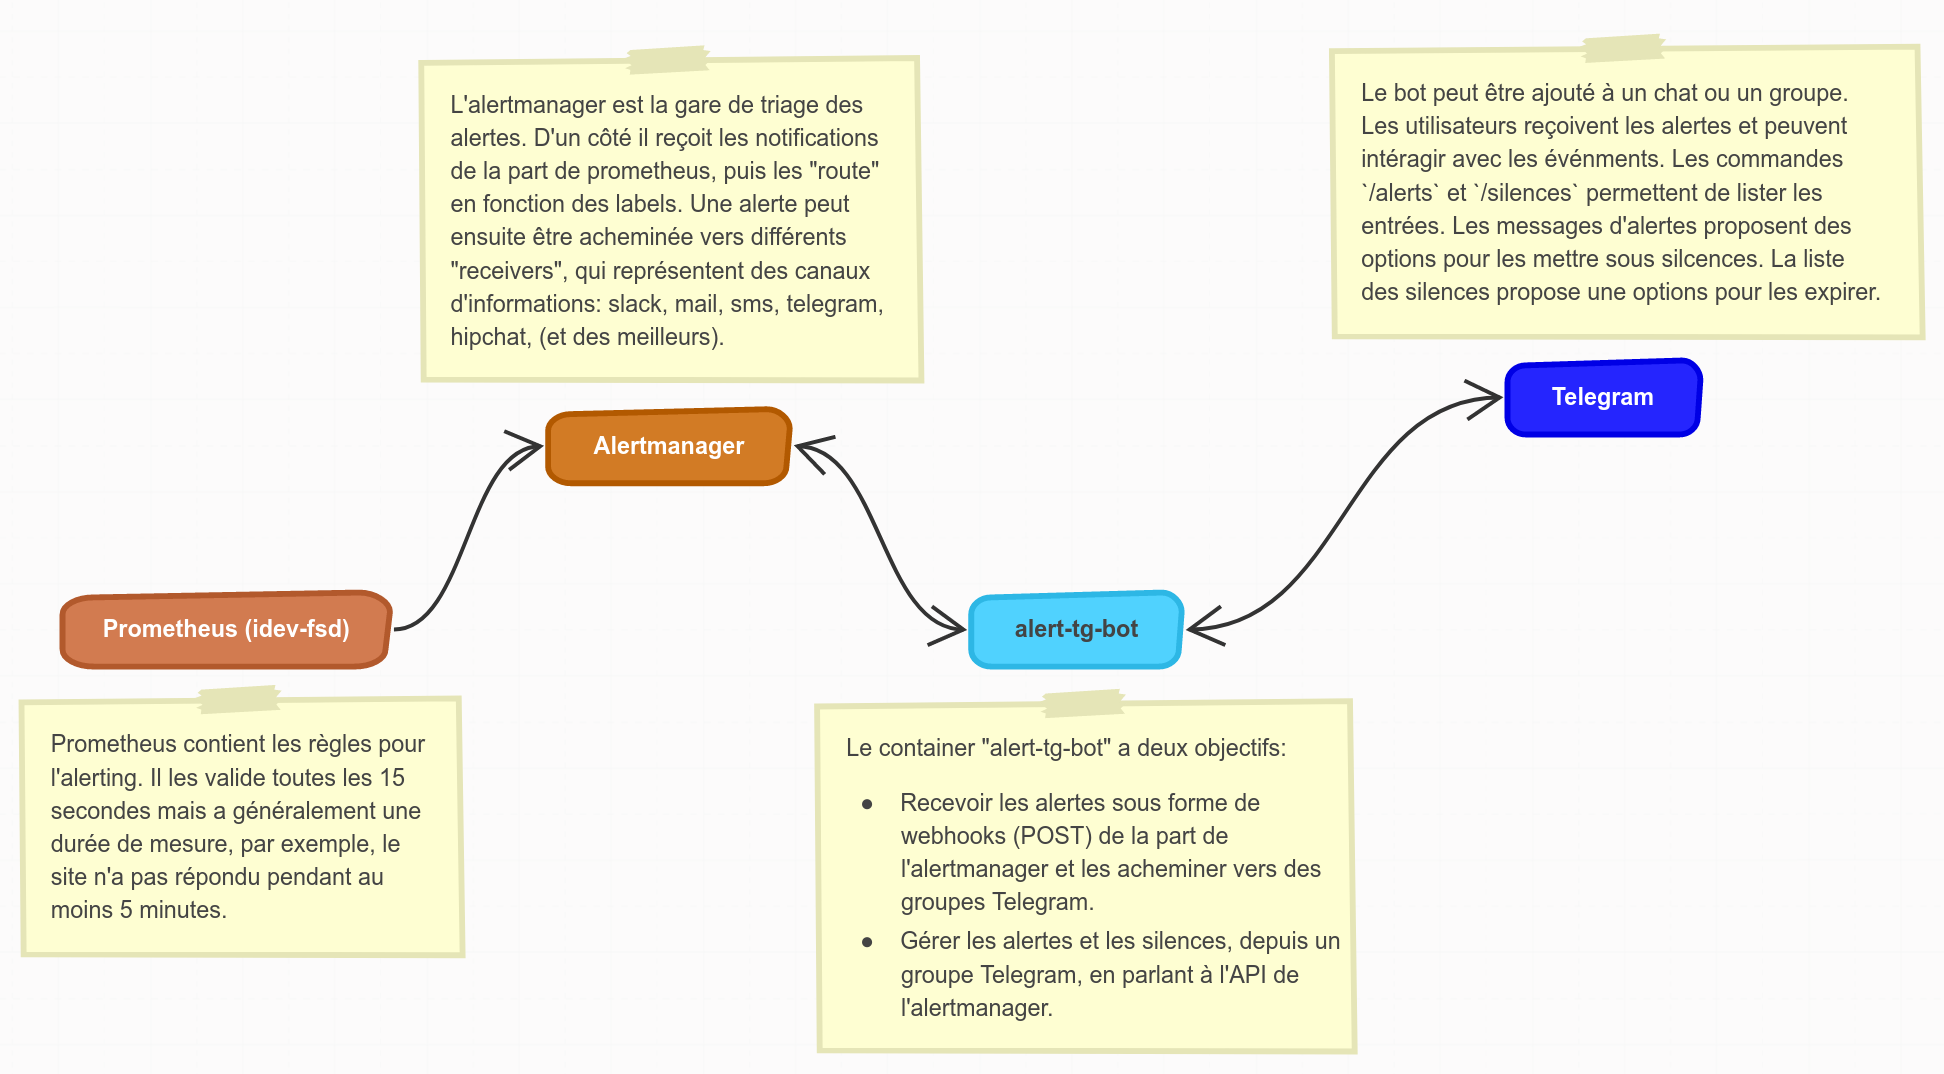 L'alertmanager est la gare de triage des
alertes. D'un côté il reçoit les notifications
de la part de prometheus, puis les "route"
en fonction des labels. Une alerte peut
ensuite être acheminée vers différents
"receivers", qui représentent des canaux
d'informations: slack, mail, sms, telegram,
hipchat, (et des meilleurs).
Le bot peut être ajouté à un chat ou un groupe.
Les utilisateurs reçoivent les alertes et peuvent
intéragir avec les événments. Les commandes
`/alerts` et `/silences` permettent de lister les
entrées. Les messages d'alertes proposent des
options pour les mettre sous silcences. La liste
des silences propose une options pour les expirer.
Telegram
Alertmanager
Prometheus (idev-fsd)
alert-tg-bot
Prometheus contient les règles pour
l'alerting. Il les valide toutes les 15
secondes mais a généralement une
durée de mesure, par exemple, le
site n'a pas répondu pendant au
moins 5 minutes.
Le container "alert-tg-bot" a deux objectifs:
● Recevoir les alertes sous forme de
webhooks (POST) de la part de
l'alertmanager et les acheminer vers des
groupes Telegram.
● Gérer les alertes et les silences, depuis un
groupe Telegram, en parlant à l'API de
l'alertmanager.